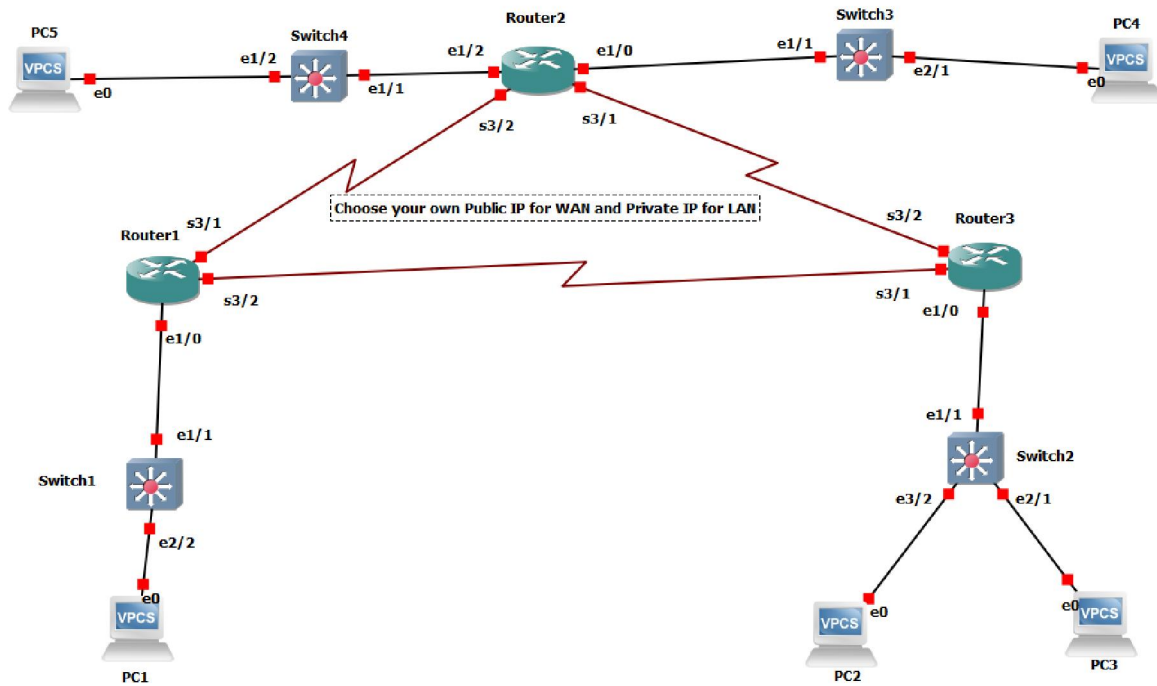 Router2
Switch3
PC5
PC4
Switch4
e1/2
e1/0
e1/1
e1/2
VPCS
VPCS
e2/1
e0
e1/1
e0
s3/2
s3/1
Choose your own Public IP for WAN and Private IP for LAN
s3/1
s3/2
Router3
Router1
s3/2
s3/1
e1/0
e1/0
e1/1
e1/1
Switch1
Switch2
e3/2
e2/1
e2/2
e0
e0
e0
VPCS
VPCS
VPCS
PC1
PC2
PC3